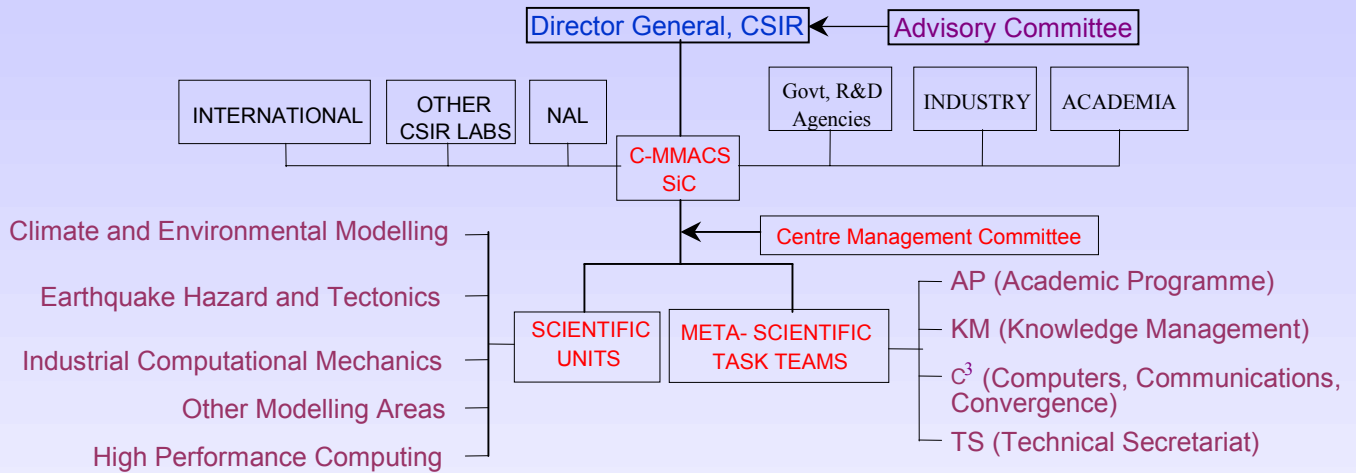 Director General, CSIR
Advisory Committee
INTERNATIONAL
OTHER
CSIR LABS
NAL
Govt, R&D
Agencies
INDUSTRY
ACADEMIA
C-MMACS
SiC
Centre Management Committee
Climate and Environmental Modelling
Earthquake Hazard and Tectonics
Industrial Computational Mechanics
Other Modelling Areas
High Performance Computing
SCIENTIFIC
UNITS
META- SCIENTIFIC
TASK TEAMS
AP (Academic Programme)
KM (Knowledge Management)
C³ (Computers, Communications,
Convergence)
TS (Technical Secretariat)